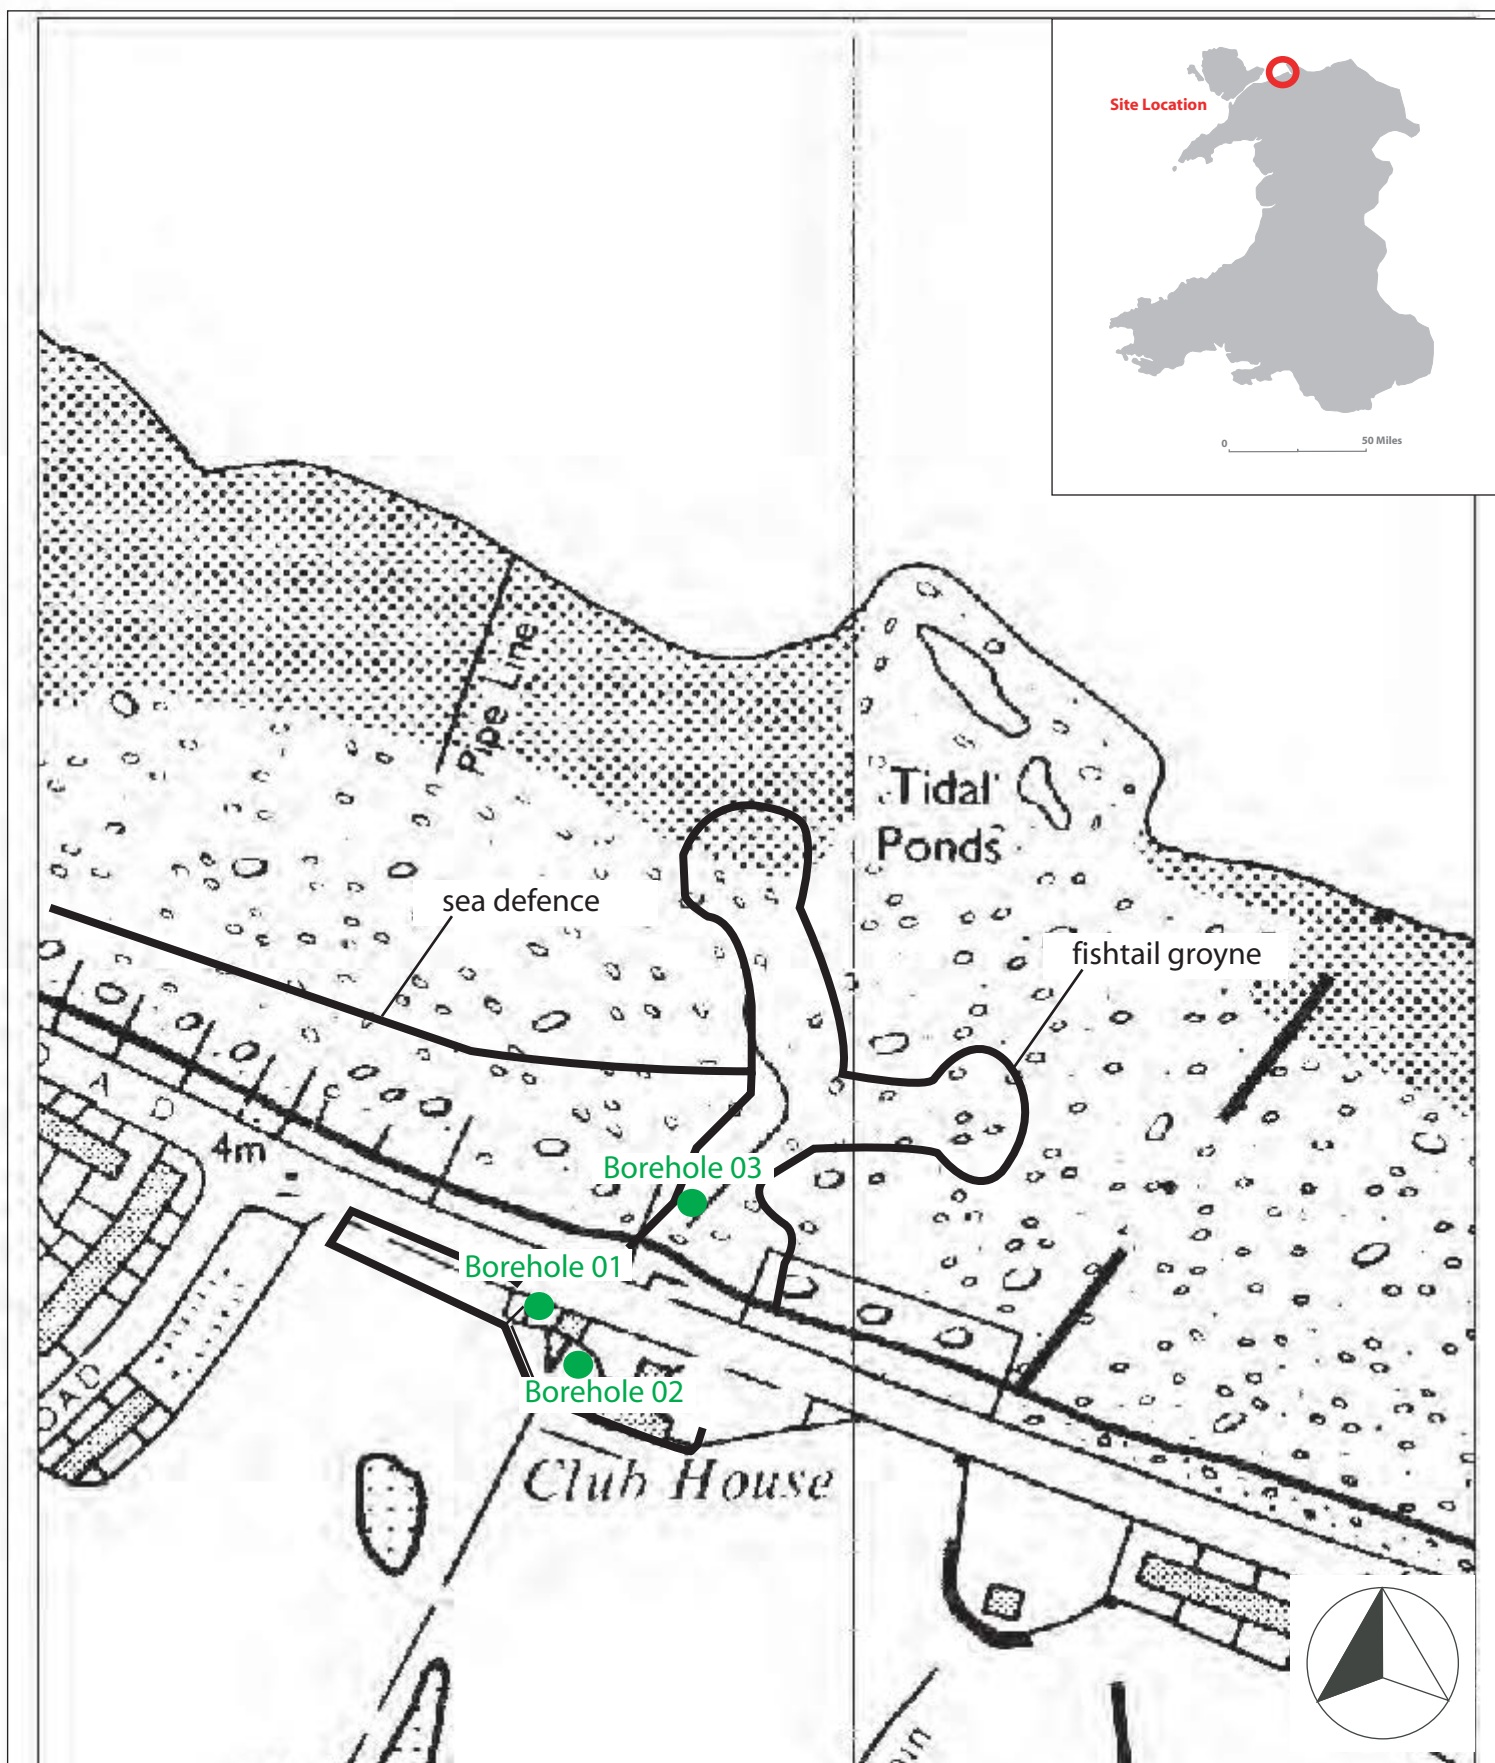 Site Location
0
50 Miles
Pipe Line
Tidal
Ponds
sea defence
fishtail groyne
A D
4m
Borehole 03
Borehole 01
Borehole 02
OAD
Club House